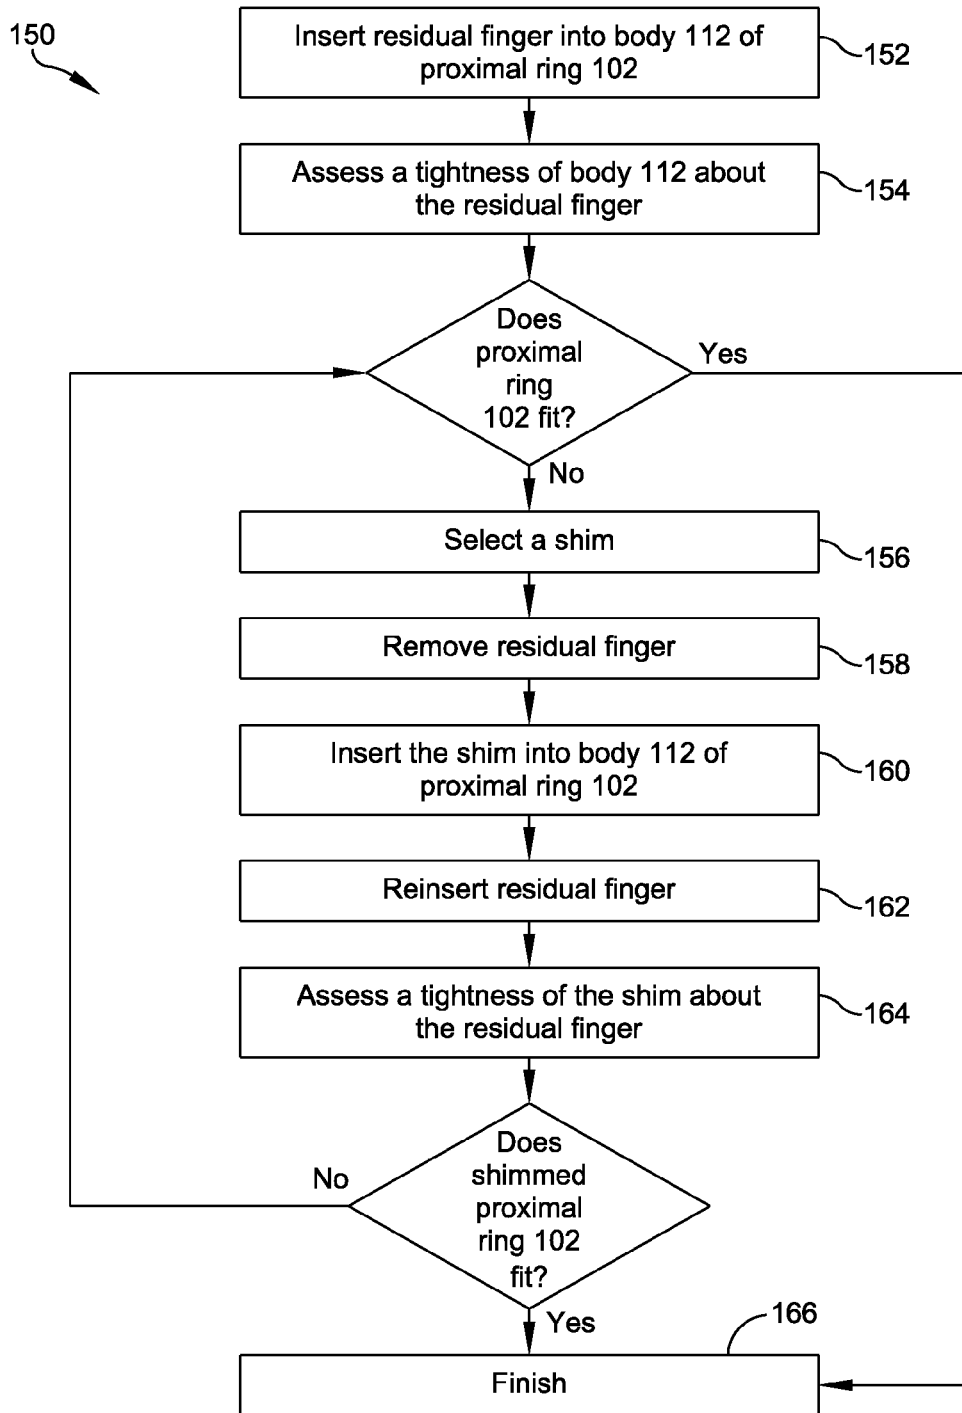 150
Insert residual finger into body 112 of
proximal ring 102
152
Assess a tightness of body 112 about
the residual finger
154
Does
proximal
ring
102 fit?
Yes
No
Select a shim
156
Remove residual finger
158
Insert the shim into body 112 of
proximal ring 102
160
Reinsert residual finger
162
Assess a tightness of the shim about
the residual finger
164
Does
shimmed
proximal
ring 102
fit?
No
Yes
166
Finish